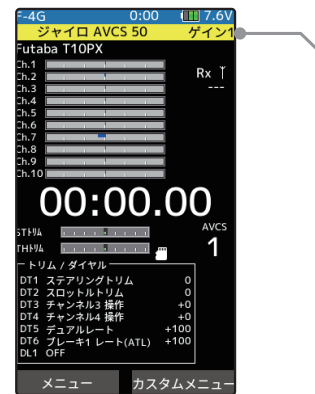 F-4G 0:00 7.6V
ジャイロ AVCS 50 ゲイン1
Futaba T10PX
Ch.1
Ch.2
Ch.3
Ch.4
Ch.5
Ch.6
Ch.7
Ch.8
Ch.9
Ch.10
Rx
---
00:00.00
STトリム
THトリム
AVCS
1
トリム / ダイヤル
DT1 ステアリングトリム 0
DT2 スロットルトリム 0
DT3 チャンネル3 操作 +0
DT4 チャンネル4 操作 +0
DT5 デュアルレート +100
DT6 ブレーキ1 レート(ATL) +100
DL1 OFF
メニュー カスタムメニュー